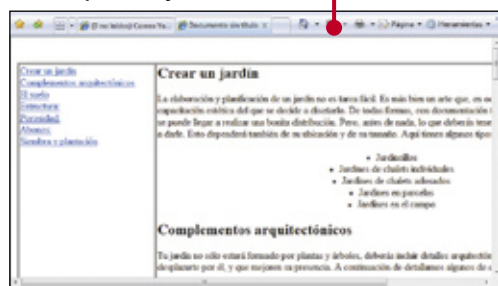 Documento sin título
Página
Herramientas
Crear un jardín
Complementos arquitectónicos
El suelo
Estructura
Abonos
Siembra y plantación
Crear un jardín
La elaboración y planificación de un jardín no es tarea fácil. Es más bien un arte que, en
capacitación estética del que se decide a diseñarlo. De todas formas, con documentación
se puede llegar a realizar una bonita distribución. Pero, antes de nada, lo que deberás tener
a dude. Esto dependerá también de su ubicación y de su tamaño. Aquí tienes algunos tipos
• Jardincillos
• Jardines de chalets individuales
• Jardines de chalets adosados
• Jardines en parcelas
• Jardines en el campo
Complementos arquitectónicos
Tu jardín no sólo estará formado por plantas y árboles, debería incluir detalles
desplazarte por él, y que mejoren su presencia. A continuación de detallamos algunos de